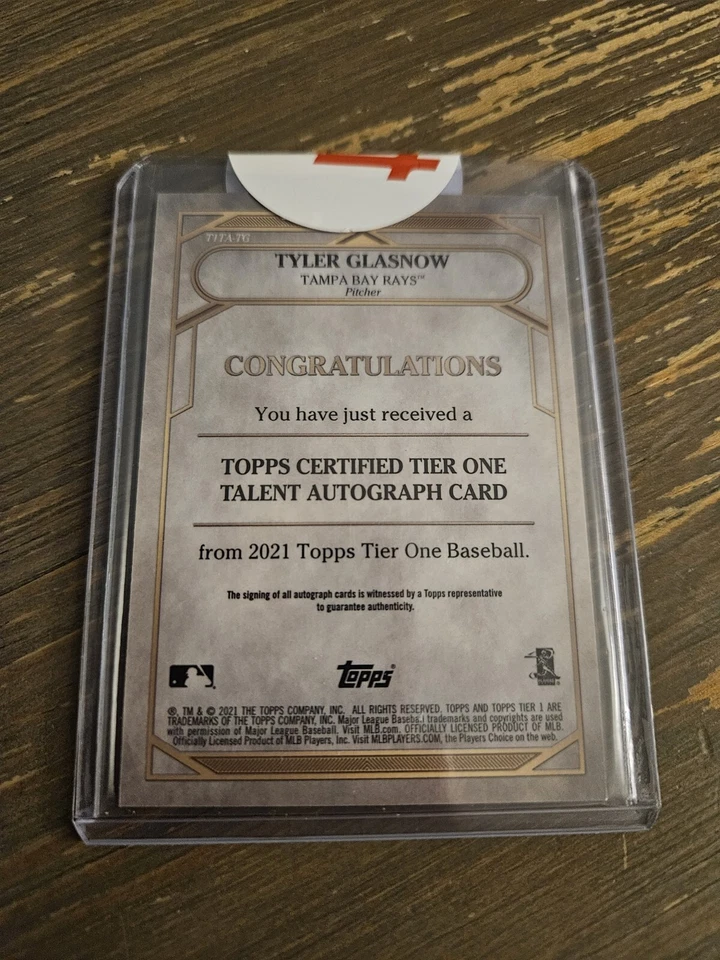 T1TA-TG
TYLER GLASNOW
TAMPA BAY RAYS™
Pitcher
CONGRATULATIONS
You have just received a
TOPPS CERTIFIED TIER ONE
TALENT AUTOGRAPH CARD
from 2021 Topps Tier One Baseball.
The signing of all autograph cards is witnessed by a Topps representative
to guarantee authenticity.
Topps
®, TM & © 2021 THE TOPPS COMPANY, INC. ALL RIGHTS RESERVED. TOPPS AND TOPPS TIER 1 ARE
TRADEMARKS OF THE TOPPS COMPANY, INC. Major League Baseball trademarks and copyrights are used
with permission of Major League Baseball. Visit MLB.com. OFFICIALLY LICENSED PRODUCT OF MLB.
Officially Licensed Product of MLB Players, Inc. Visit MLBPLAYERS.COM, the Players Choice on the web.